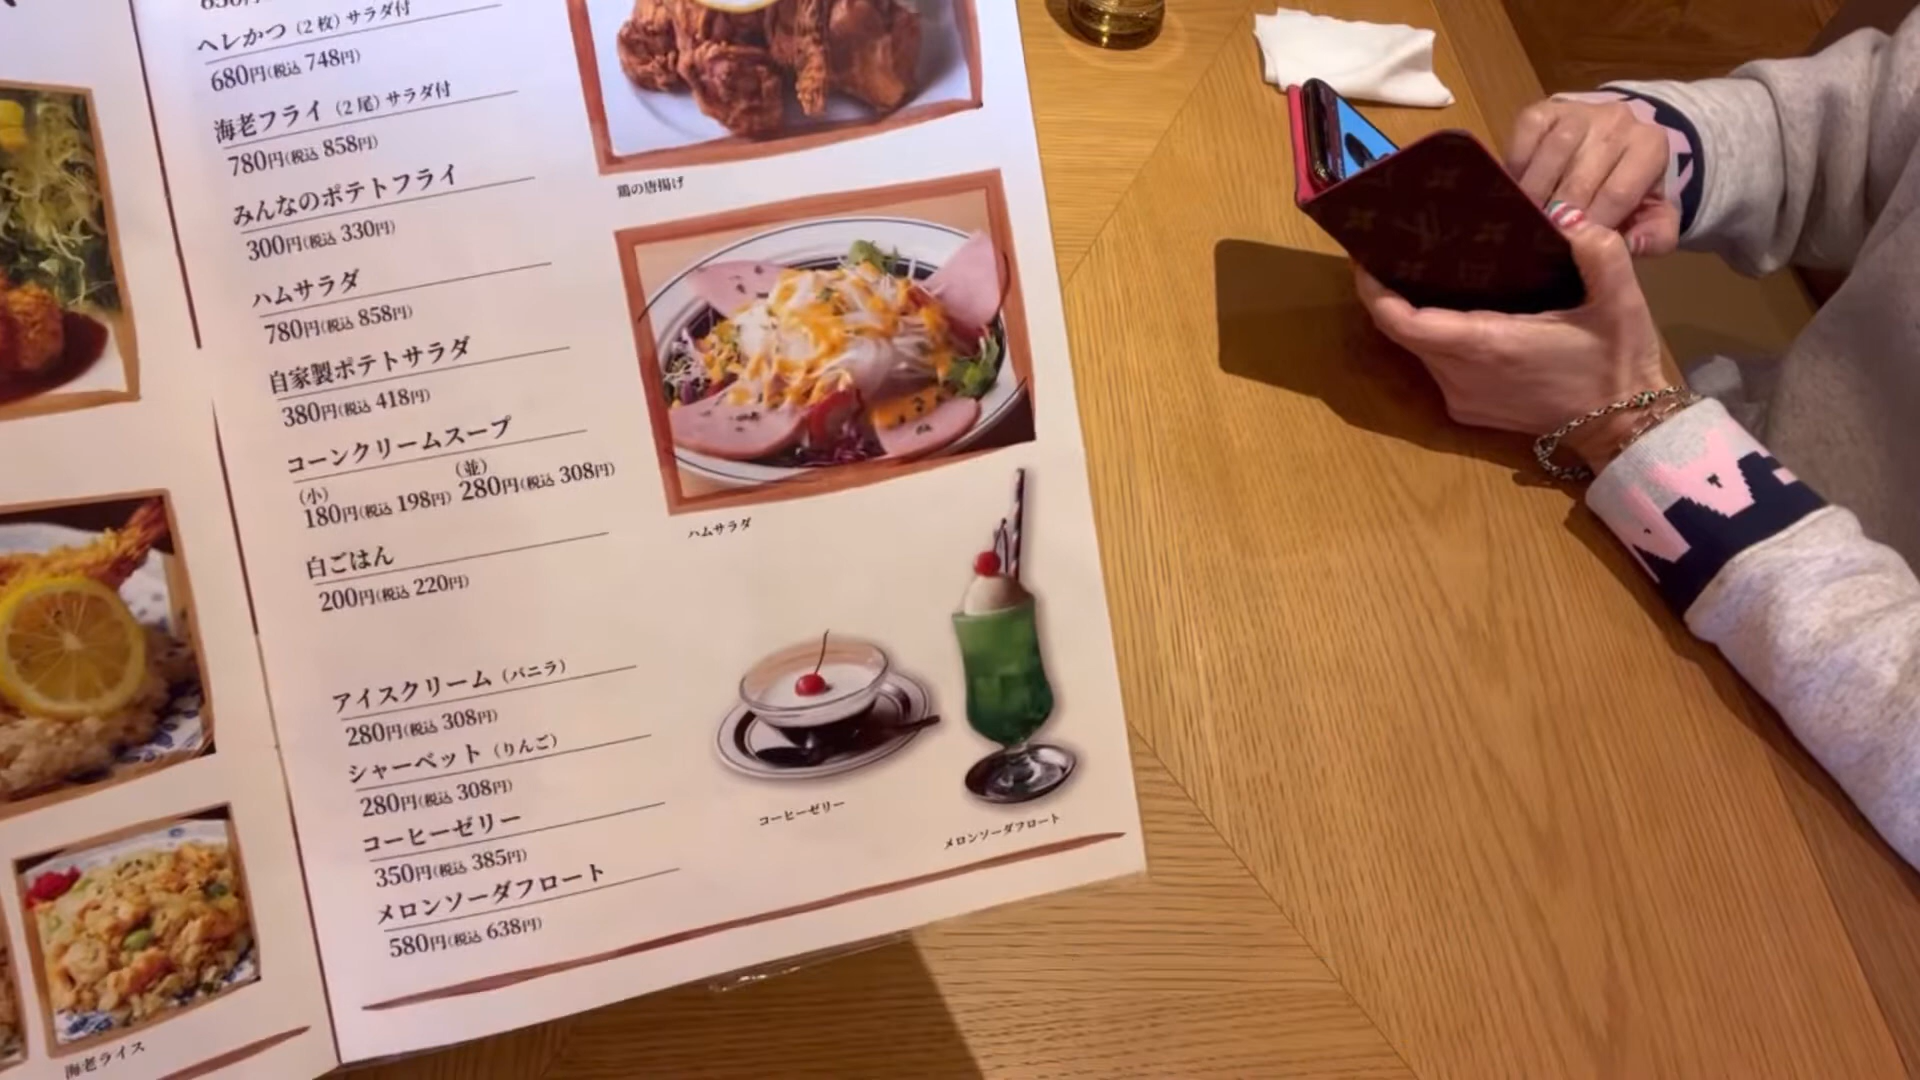 ヘレかつ（2枚）サラダ付
680円(税込 748円)
海老フライ（2尾）サラダ付
780円(税込 858円)
みんなのポテトフライ
300円(税込 330円)
ハムサラダ
780円(税込 858円)
自家製ポテトサラダ
380円(税込 418円)
コーンクリームスープ
(小) 180円(税込 198円) (並) 280円(税込 308円)
白ごはん
200円(税込 220円)
アイスクリーム（バニラ）
280円(税込 308円)
シャーベット（りんご）
280円(税込 308円)
コーヒーゼリー
350円(税込 385円)
メロンソーダフロート
580円(税込 638円)
鶏の唐揚げ
ハムサラダ
コーヒーゼリー
メロンソーダフロート
海老ライス